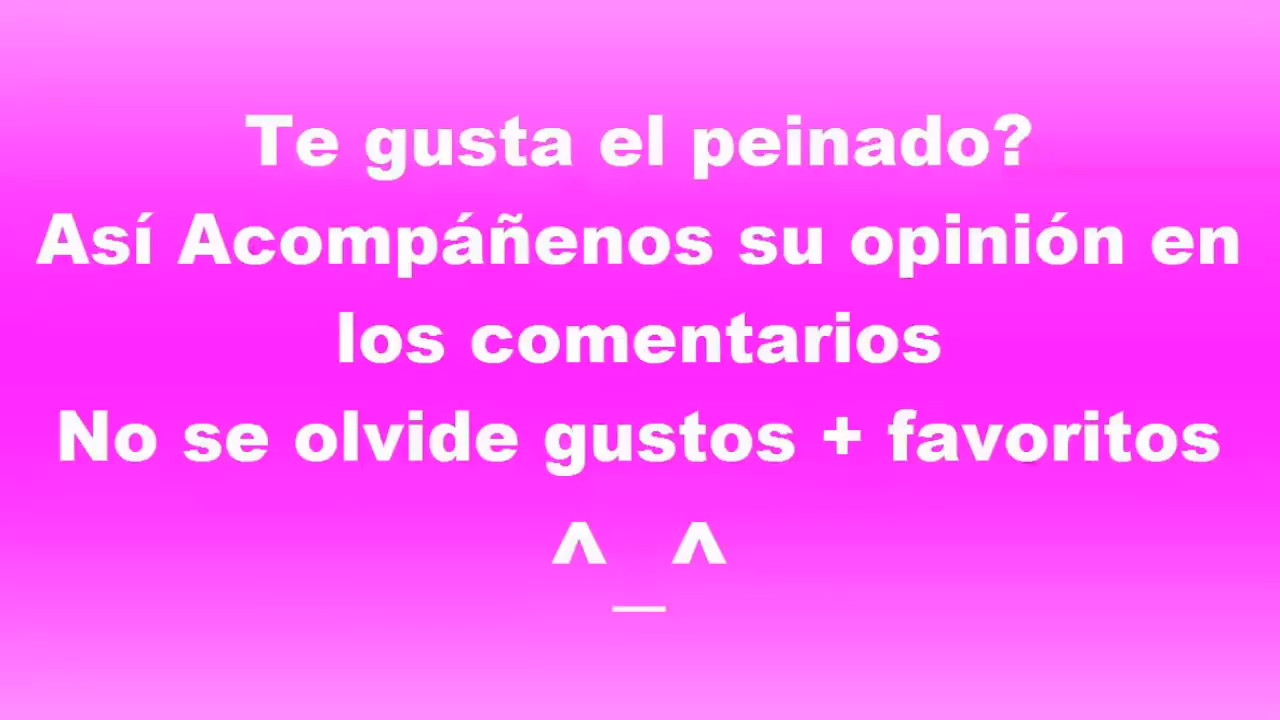 Te gusta el peinado?
Así Acompáñenos su opinión en
los comentarios
No se olvide gustos + favoritos
^_^